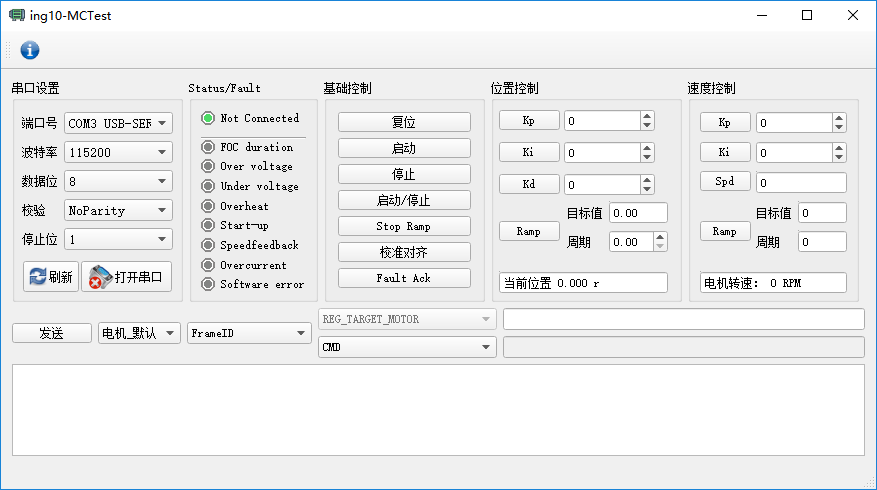 ing10-MCTest
串口设置
端口号 COM3 USB-SER
波特率 115200
数据位 8
校验 NoParity
停止位 1
刷新 打开串口
Status/Fault
Not Connected
FOC duration
Over voltage
Under voltage
Overheat
Start-up
Speedfeedback
Overcurrent
Software error
基础控制
复位
启动
停止
启动/停止
Stop Ramp
校准对齐
Fault Ack
位置控制
Kp 0
Ki 0
Kd 0
Ramp
目标值 0.00
周期 0.00
当前位置 0.000 r
速度控制
Kp 0
Ki 0
Spd 0
Ramp
目标值 0
周期 0
电机转速: 0 RPM
发送 电机_默认 FrameID
REG_TARGET_MOTOR
CMD